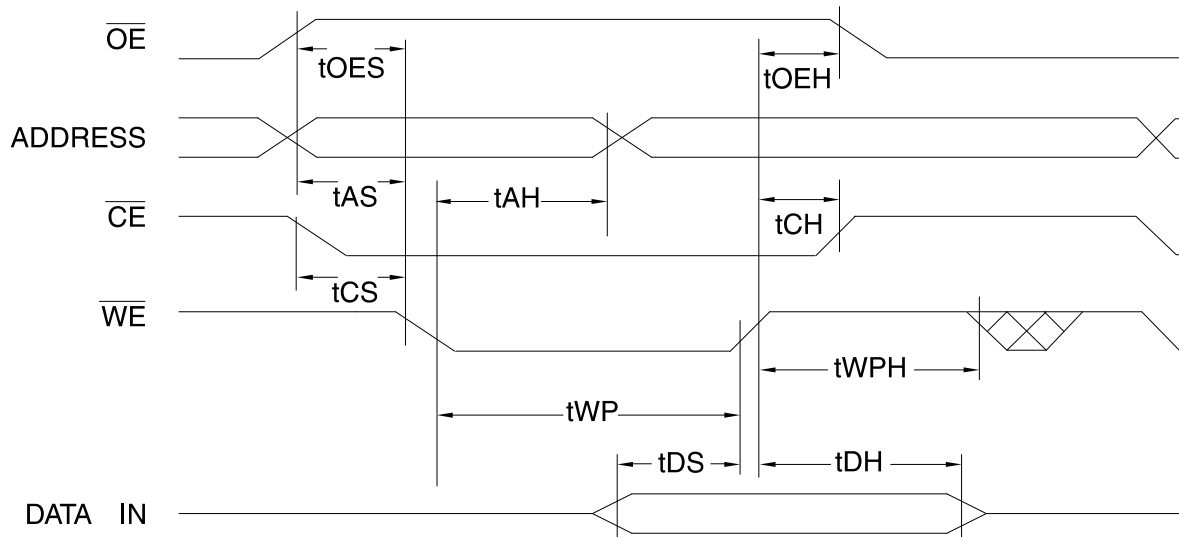 OE
tOES
tOEH
ADDRESS
tAS
tAH
CE
tCH
tCS
WE
tWPH
tWP
tDS
tDH
DATA IN